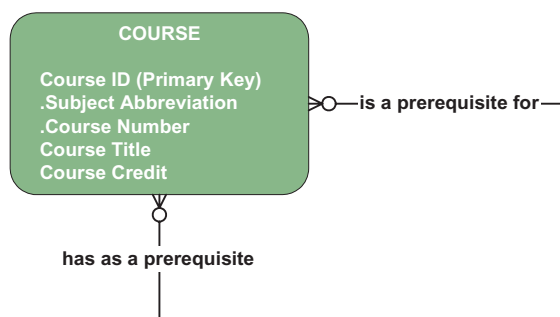 COURSE
Course ID (Primary Key)
.Subject Abbreviation
.Course Number
Course Title
Course Credit
is a prerequisite for
has as a prerequisite